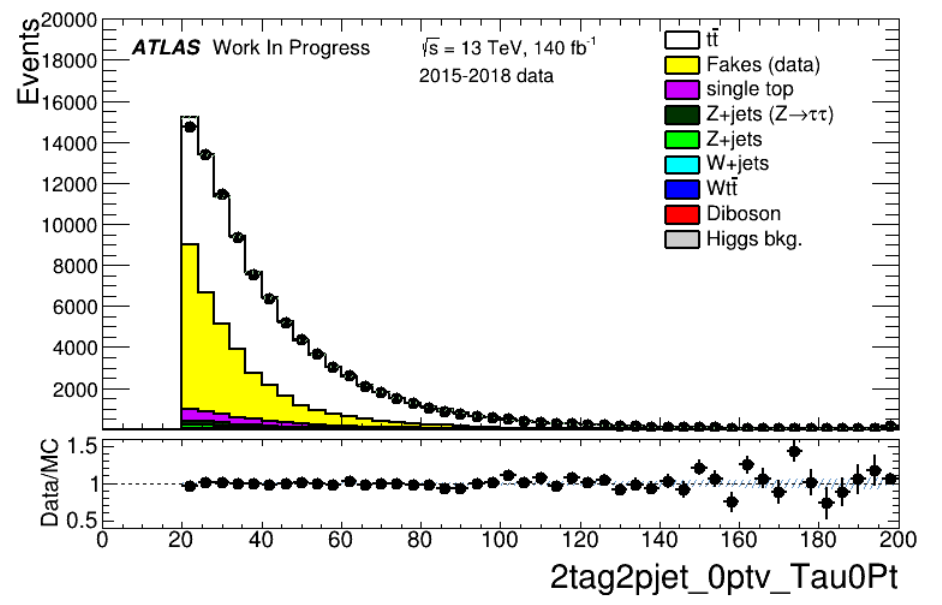 20000
18000
16000
14000
12000
10000
8000
6000
4000
2000
Events
ATLAS Work In Progress
√s = 13 TeV, 140 fb⁻¹
2015-2018 data
tt̄
Fakes (data)
single top
Z+jets (Z→ττ)
Z+jets
W+jets
Wtt̄
Diboson
Higgs bkg.
Data/MC
1.5
1
0.5
0 20 40 60 80 100 120 140 160 180 200
2tag2pjet_0ptv_Tau0Pt